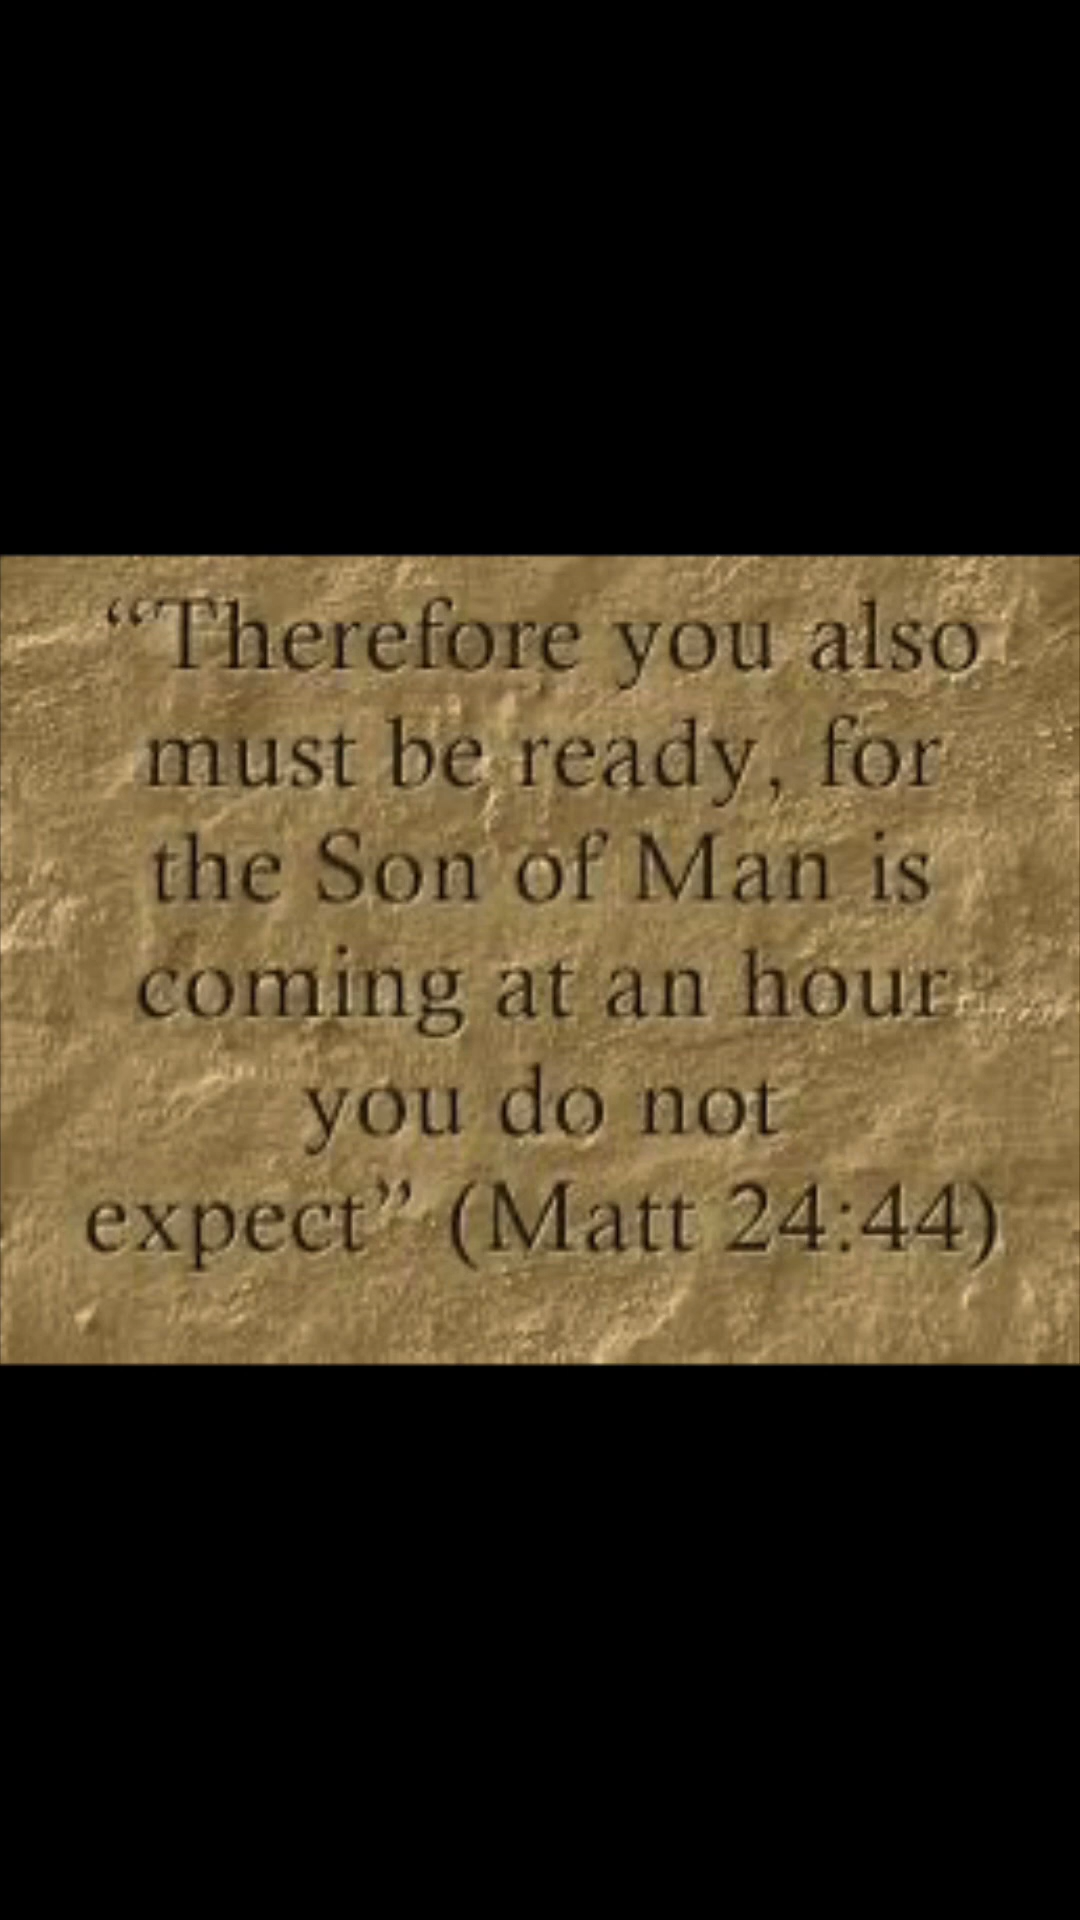 “Therefore you also
must be ready, for
the Son of Man is
coming at an hour
you do not
expect” (Matt 24:44)